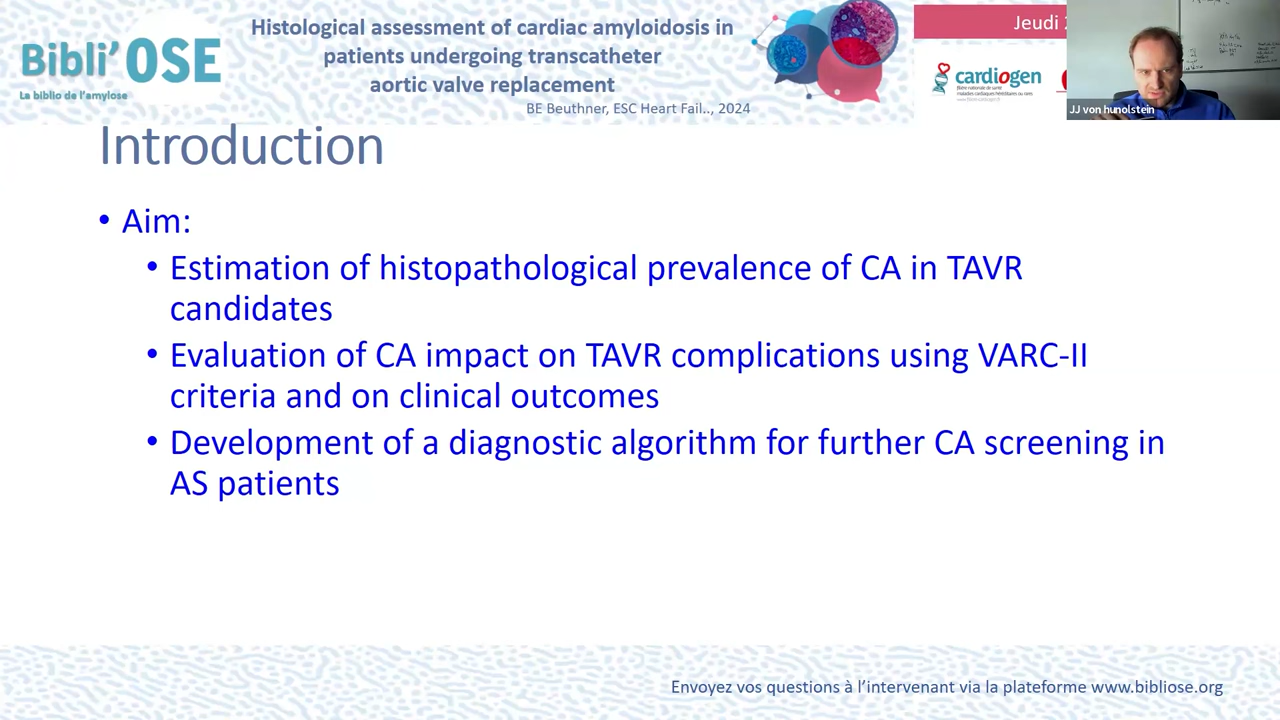 Bibli'OSE
La biblio de l'amylose
Histological assessment of cardiac amyloidosis in
patients undergoing transcatheter
aortic valve replacement
BE Beuthner, ESC Heart Fail.., 2024
Jeudi
cardiogen
filière nationale de santé
maladies cardiaques héréditaires ou rares
JJ von hunolstein
Introduction
• Aim:
• Estimation of histopathological prevalence of CA in TAVR
candidates
• Evaluation of CA impact on TAVR complications using VARC-II
criteria and on clinical outcomes
• Development of a diagnostic algorithm for further CA screening in
AS patients
Envoyez vos questions à l'intervenant via la plateforme www.bibliose.org